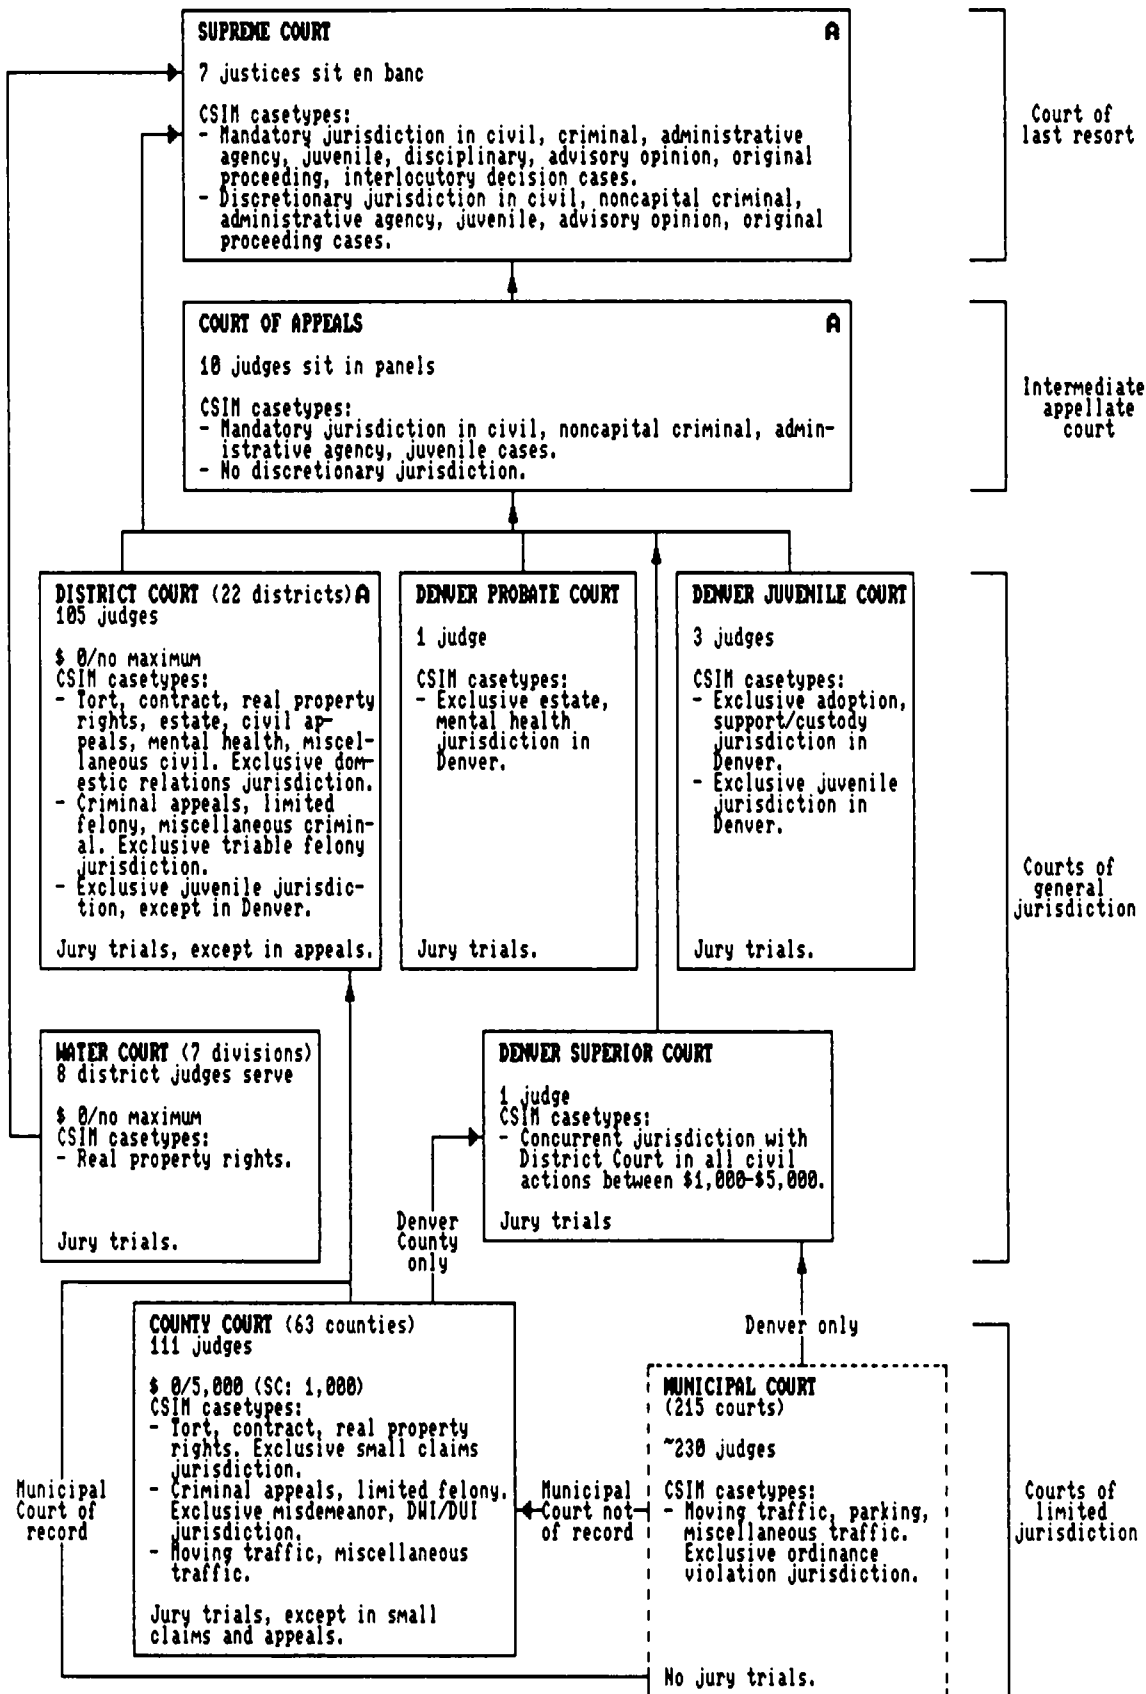 SUPREME COURT A
7 justices sit en banc
CSIM casetypes:
- Mandatory jurisdiction in civil, criminal, administrative
agency, juvenile, disciplinary, advisory opinion, original
proceeding, interlocutory decision cases.
- Discretionary jurisdiction in civil, noncapital criminal,
administrative agency, juvenile, advisory opinion, original
proceeding cases.
Court of
last resort
COURT OF APPEALS A
10 judges sit in panels
CSIM casetypes:
- Mandatory jurisdiction in civil, noncapital criminal, admin-
istrative agency, juvenile cases.
- No discretionary jurisdiction.
Intermediate
appellate
court
DISTRICT COURT (22 districts) A
105 judges
$ 0/no maximum
CSIM casetypes:
- Tort, contract, real property
rights, estate, civil ap-
peals, mental health, miscel-
laneous civil. Exclusive dom-
estic relations jurisdiction.
- Criminal appeals, limited
felony, miscellaneous crimin-
al. Exclusive triable felony
jurisdiction.
- Exclusive juvenile jurisdic-
tion, except in Denver.
Jury trials, except in appeals.
DENVER PROBATE COURT
1 judge
CSIM casetypes:
- Exclusive estate,
mental health
jurisdiction in
Denver.
Jury trials.
DENVER JUVENILE COURT
3 judges
CSIM casetypes:
- Exclusive adoption,
support/custody
jurisdiction in
Denver.
- Exclusive juvenile
jurisdiction in
Denver.
Jury trials.
Courts of
general
jurisdiction
WATER COURT (7 divisions)
8 district judges serve
$ 0/no maximum
CSIM casetypes:
- Real property rights.
Jury trials.
DENVER SUPERIOR COURT
1 judge
CSIM casetypes:
- Concurrent jurisdiction with
District Court in all civil
actions between $1,000-$5,000.
Jury trials
Denver
County
only
Denver only
COUNTY COURT (63 counties)
111 judges
$ 0/5,000 (SC: 1,000)
CSIM casetypes:
- Tort, contract, real property
rights. Exclusive small claims
jurisdiction.
- Criminal appeals, limited felony.
Exclusive misdemeanor, DWI/DUI
jurisdiction.
- Moving traffic, miscellaneous
traffic.
Jury trials, except in small
claims and appeals.
Municipal
Court of
record
Municipal
Court not
of record
MUNICIPAL COURT
(215 courts)
~230 judges
CSIM casetypes:
- Moving traffic, parking,
miscellaneous traffic.
Exclusive ordinance
violation jurisdiction.
No jury trials.
Courts of
limited
jurisdiction